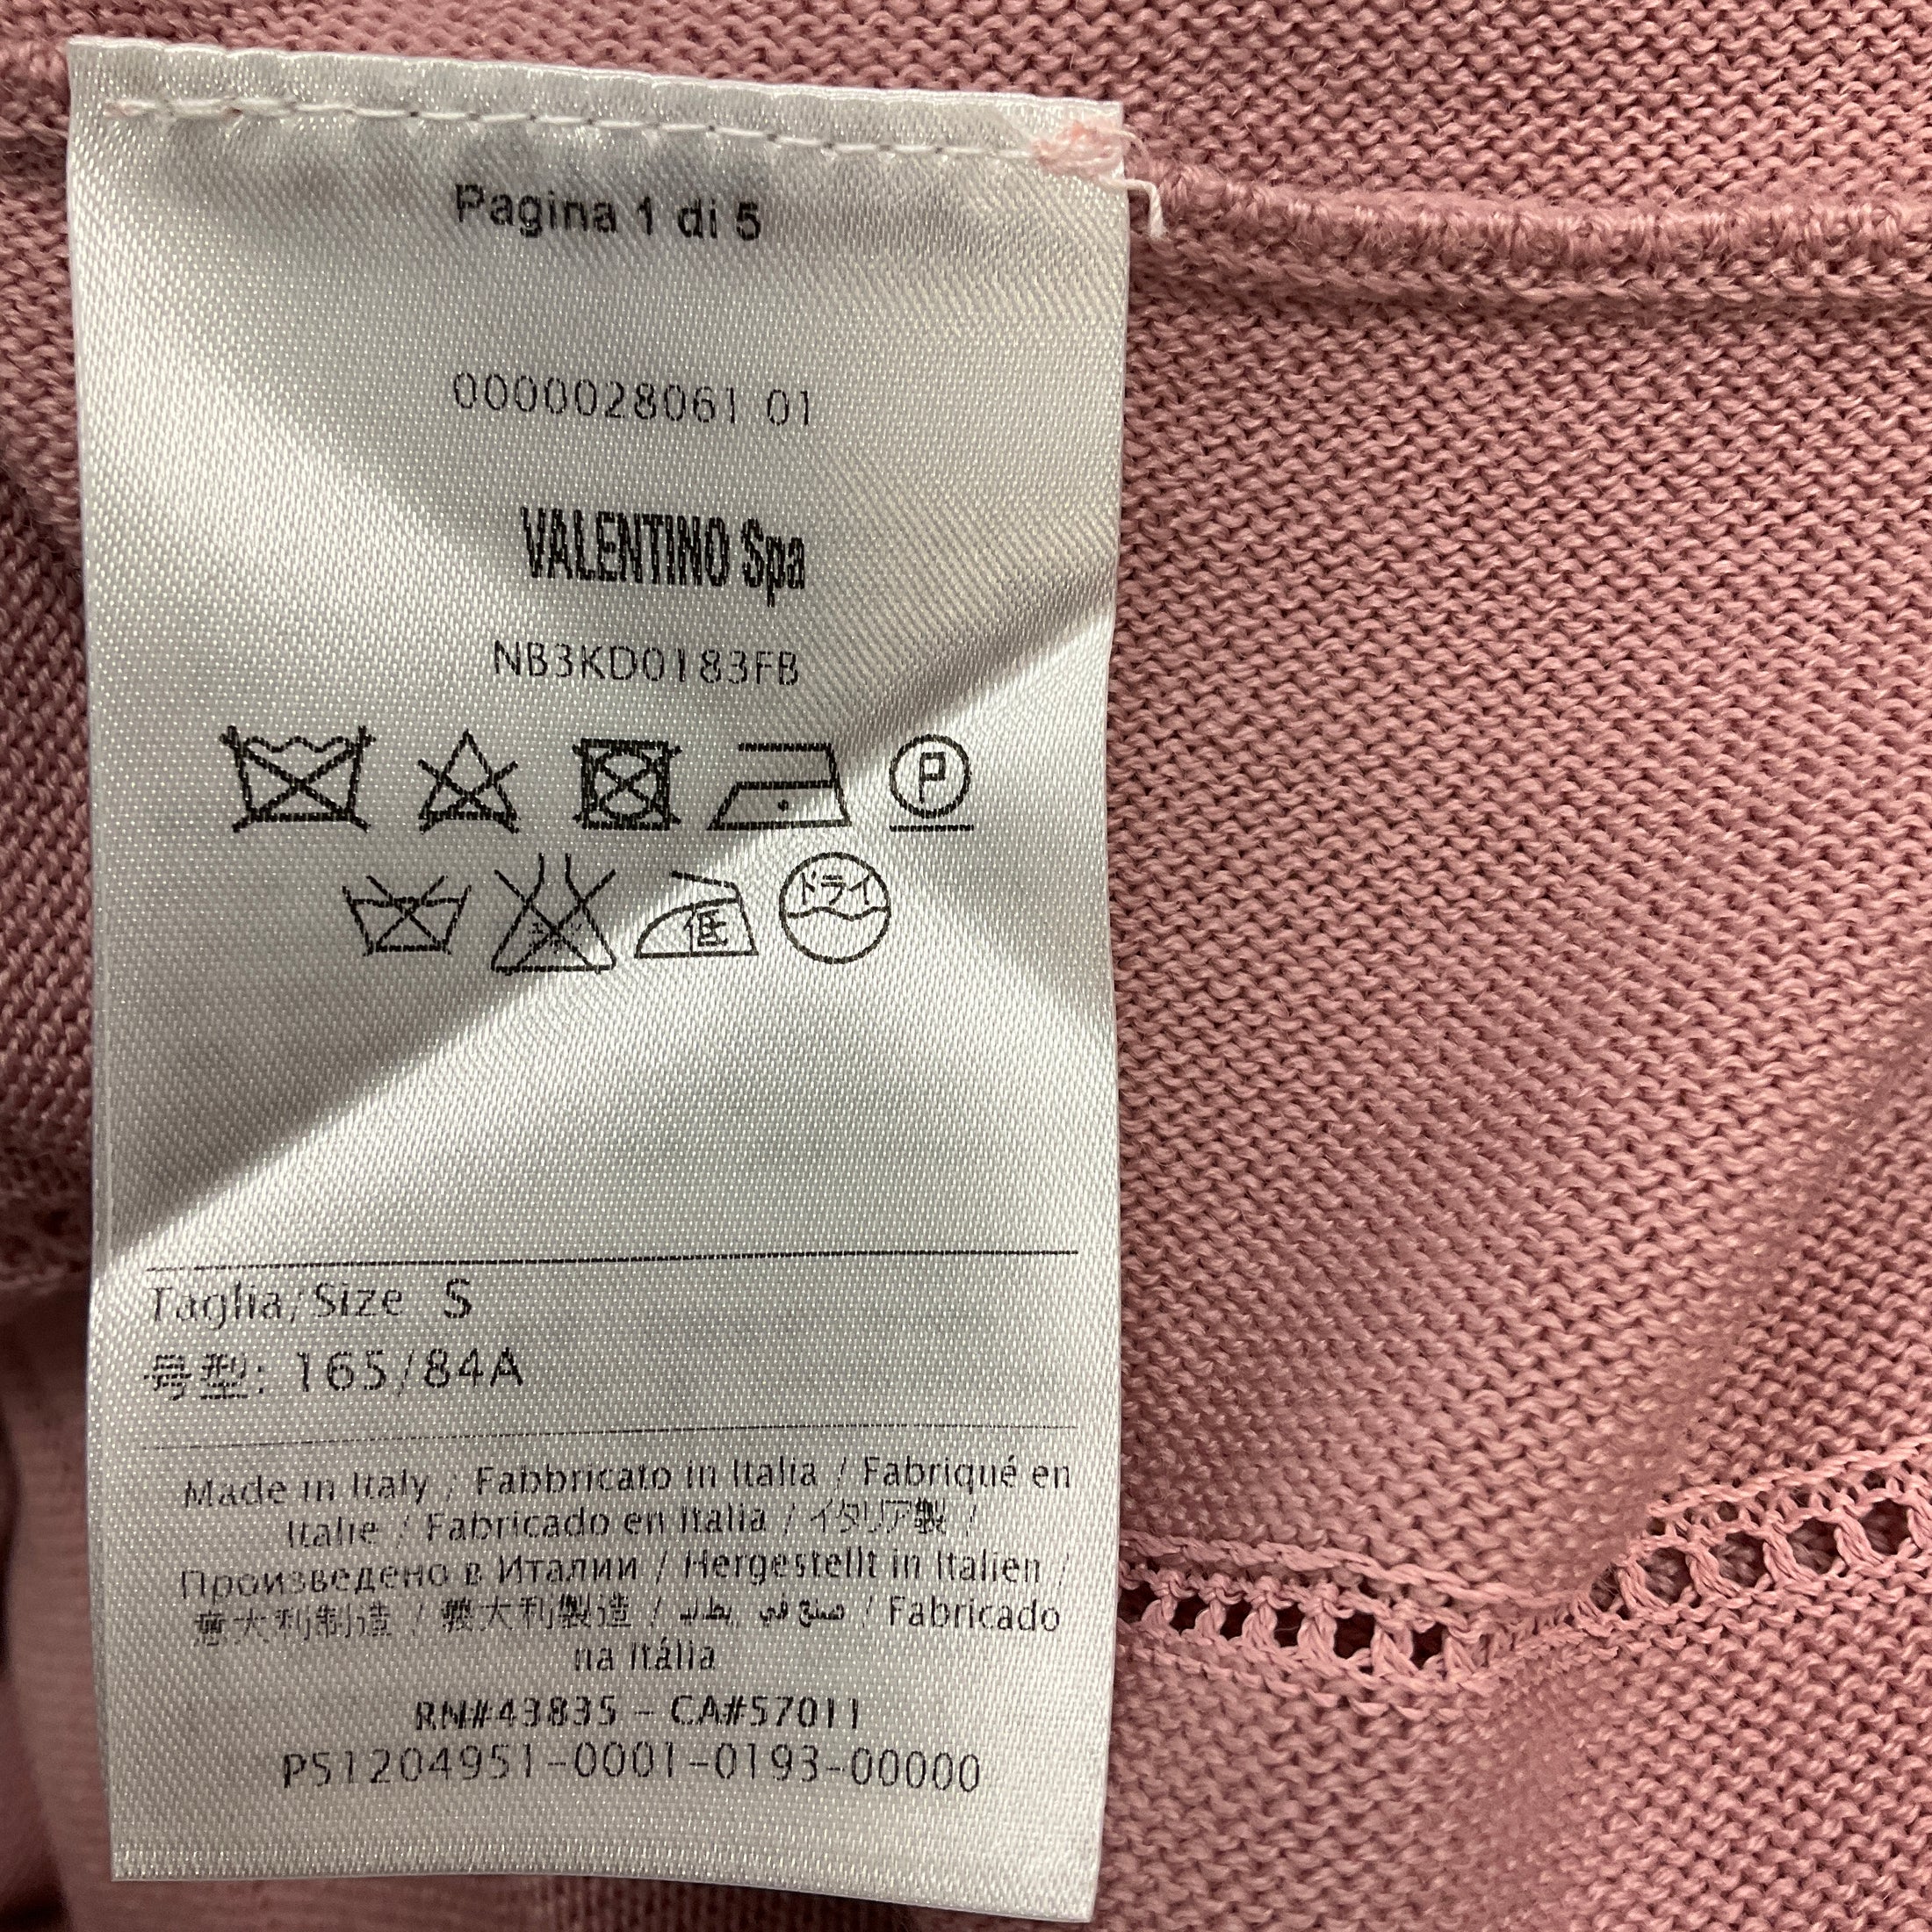 Pagina 1 di 5
0000028061 01
VALENTINO Spa
NB3KD0183FB
P
低 ドライ
Taglia/Size S
号型: 165/84A
Made in Italy / Fabbricato in Italia / Fabriqué en
Italie / Fabricado en Italia / イタリア製 /
Произведено в Италии / Hergestellt in Italien /
意大利制造 / 義大利製造 / صنع في إيطاليا / Fabricado
na Itália
RN#43835 - CA#57011
PS1204951-0001-0193-00000